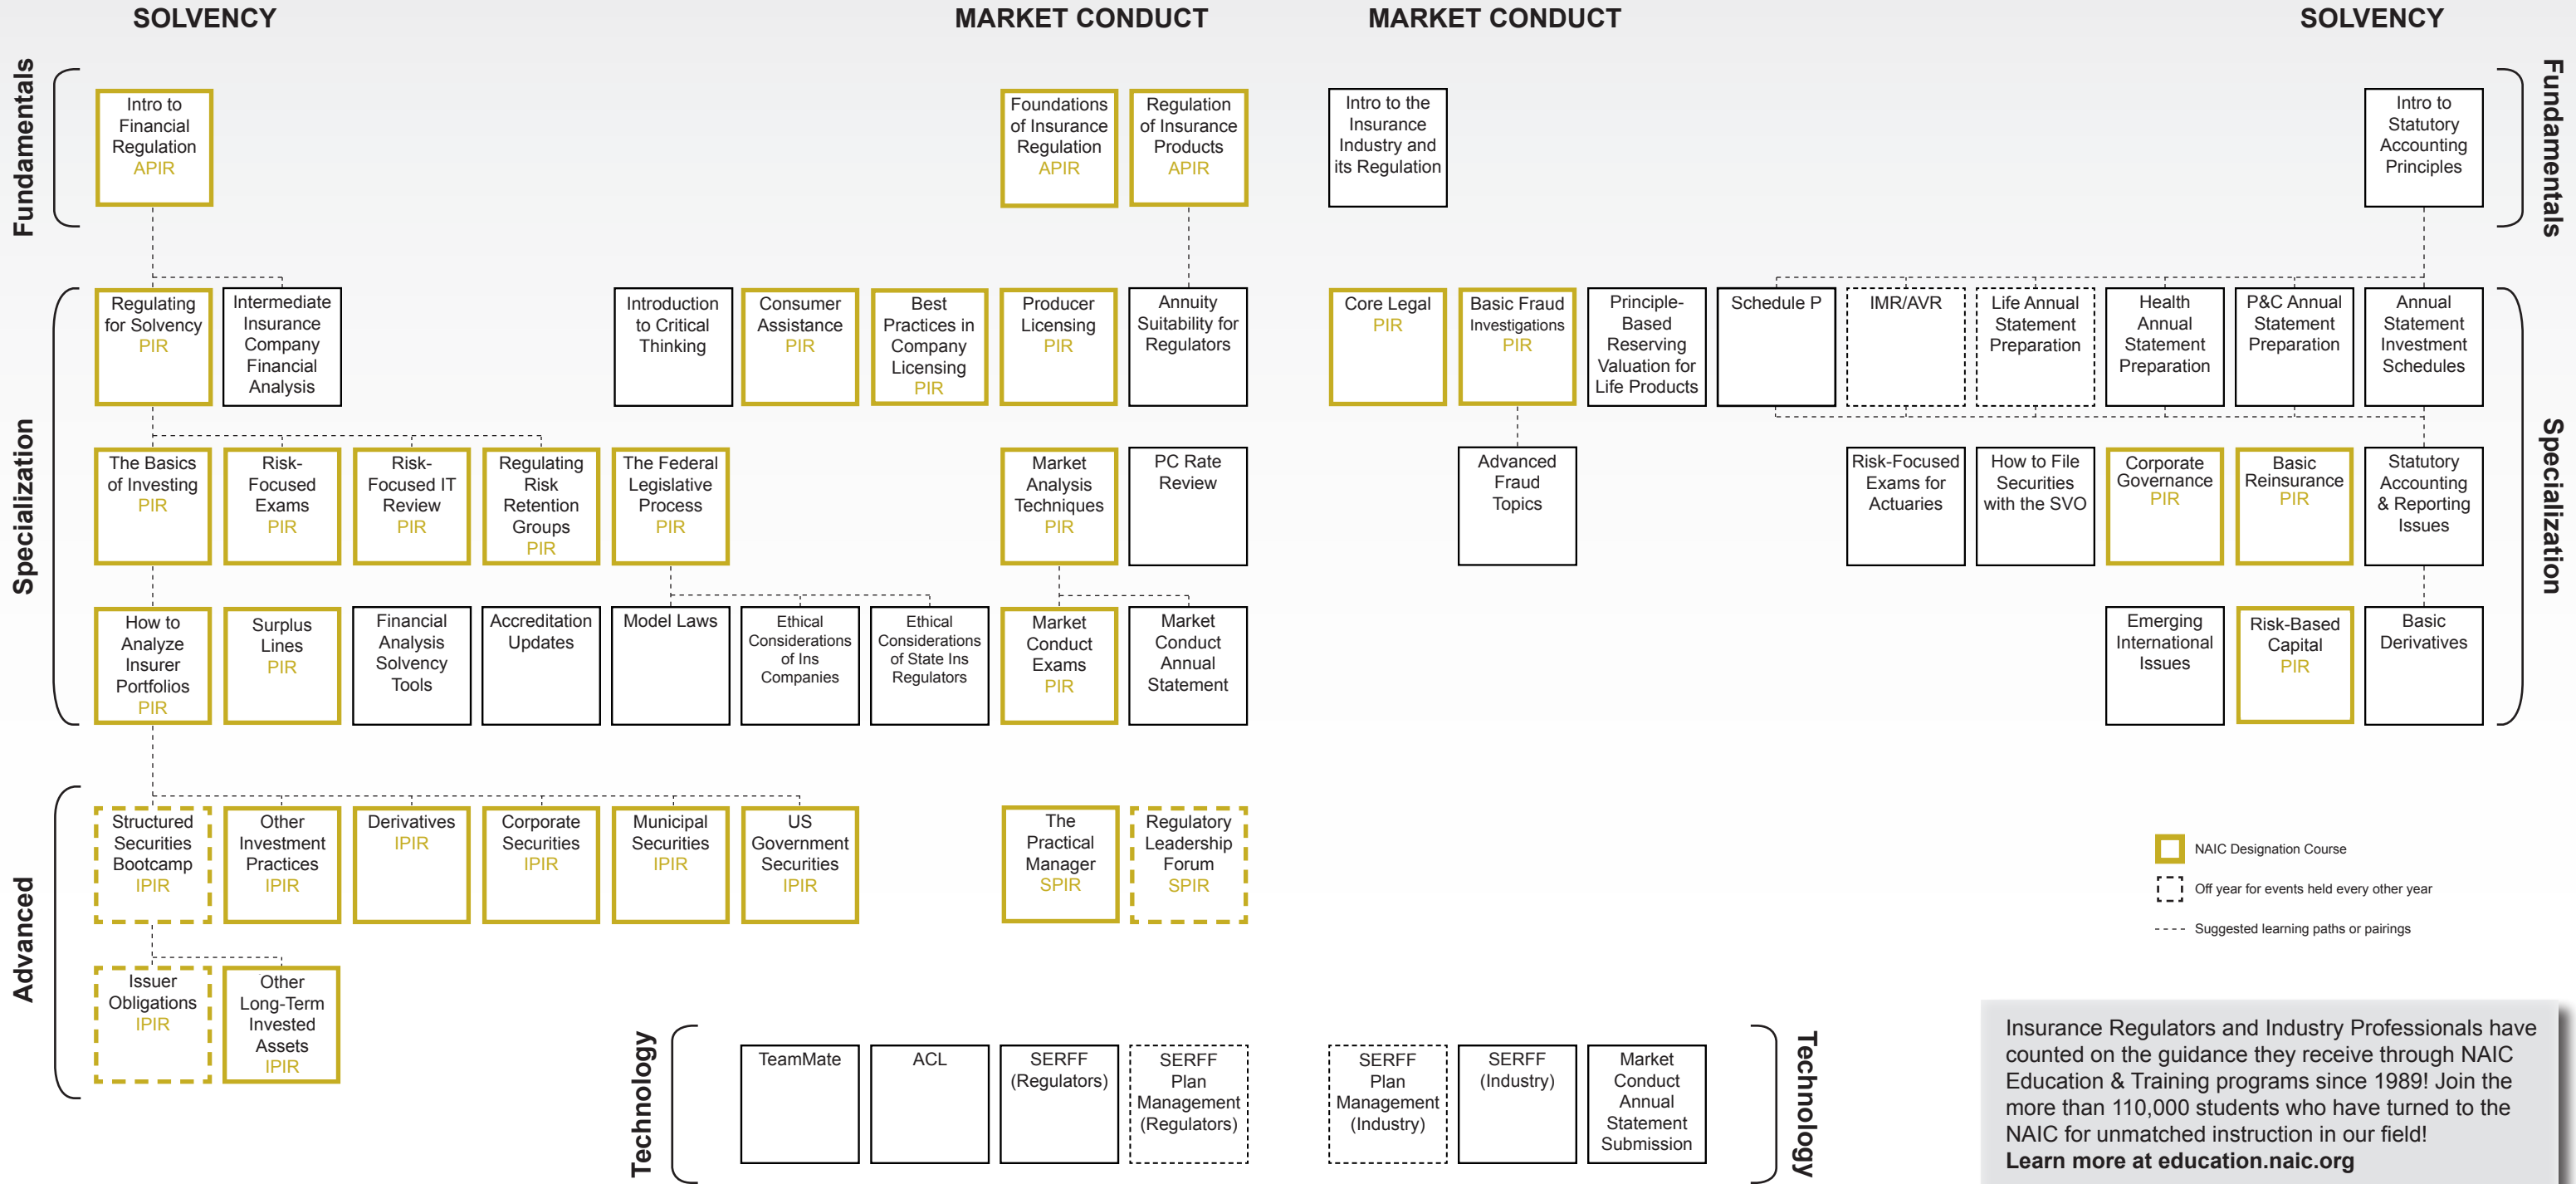 SOLVENCY
MARKET CONDUCT
MARKET CONDUCT
SOLVENCY
Fundamentals
Intro to
Financial
Regulation
APIR
Foundations
of Insurance
Regulation
APIR
Regulation
of Insurance
Products
APIR
Intro to the
Insurance
Industry and
its Regulation
Intro to
Statutory
Accounting
Principles
Fundamentals
Specialization
Regulating
for Solvency
PIR
Intermediate
Insurance
Company
Financial
Analysis
Introduction
to Critical
Thinking
Consumer
Assistance
PIR
Best
Practices in
Company
Licensing
PIR
Producer
Licensing
PIR
Annuity
Suitability for
Regulators
Core Legal
PIR
Basic Fraud
Investigations
PIR
Principle-
Based
Reserving
Valuation for
Life Products
Schedule P
IMR/AVR
Life Annual
Statement
Preparation
Health
Annual
Statement
Preparation
P&C Annual
Statement
Preparation
Annual
Statement
Investment
Schedules
Specialization
The Basics
of Investing
PIR
Risk-
Focused
Exams
PIR
Risk-
Focused IT
Review
PIR
Regulating
Risk
Retention
Groups
PIR
The Federal
Legislative
Process
PIR
Market
Analysis
Techniques
PIR
PC Rate
Review
Advanced
Fraud
Topics
Risk-Focused
Exams for
Actuaries
How to File
Securities
with the SVO
Corporate
Governance
PIR
Basic
Reinsurance
PIR
Statutory
Accounting
& Reporting
Issues
How to
Analyze
Insurer
Portfolios
PIR
Surplus
Lines
PIR
Financial
Analysis
Solvency
Tools
Accreditation
Updates
Model Laws
Ethical
Considerations
of Ins
Companies
Ethical
Considerations
of State Ins
Regulators
Market
Conduct
Exams
PIR
Market
Conduct
Annual
Statement
Emerging
International
Issues
Risk-Based
Capital
PIR
Basic
Derivatives
Advanced
Structured
Securities
Bootcamp
IPIR
Other
Investment
Practices
IPIR
Derivatives
IPIR
Corporate
Securities
IPIR
Municipal
Securities
IPIR
US
Government
Securities
IPIR
The
Practical
Manager
SPIR
Regulatory
Leadership
Forum
SPIR
NAIC Designation Course
Off year for events held every other year
Suggested learning paths or pairings
Issuer
Obligations
IPIR
Other
Long-Term
Invested
Assets
IPIR
Technology
TeamMate
ACL
SERFF
(Regulators)
SERFF
Plan
Management
(Regulators)
SERFF
Plan
Management
(Industry)
SERFF
(Industry)
Market
Conduct
Annual
Statement
Submission
Technology
Insurance Regulators and Industry Professionals have
counted on the guidance they receive through NAIC
Education & Training programs since 1989! Join the
more than 110,000 students who have turned to the
NAIC for unmatched instruction in our field!
Learn more at education.naic.org